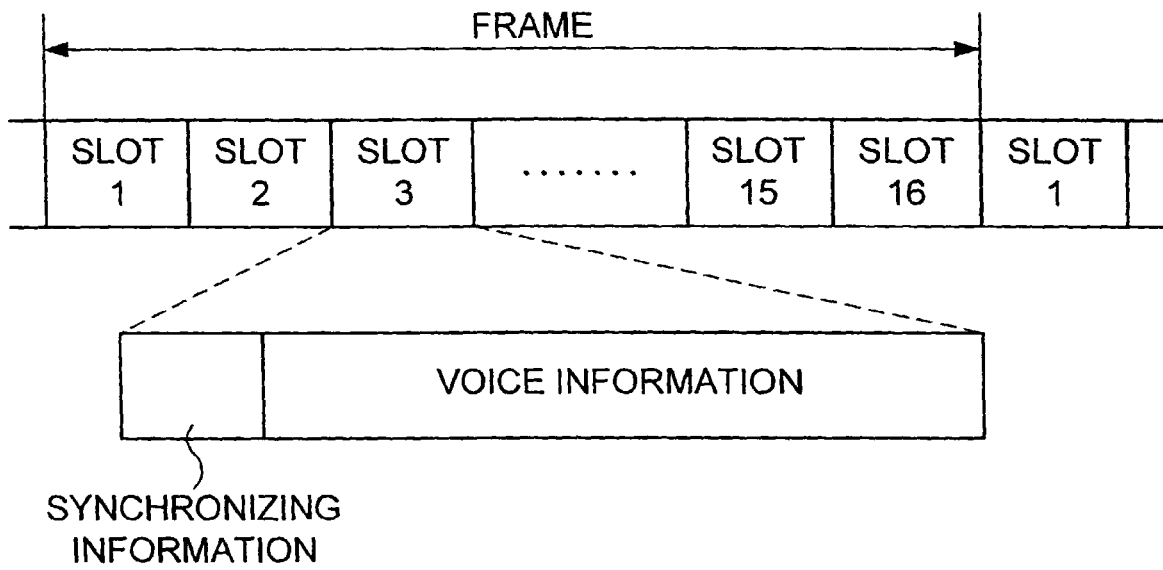 FRAME
SLOT 1
SLOT 2
SLOT 3
.......
SLOT 15
SLOT 16
SLOT 1
VOICE INFORMATION
SYNCHRONIZING
INFORMATION